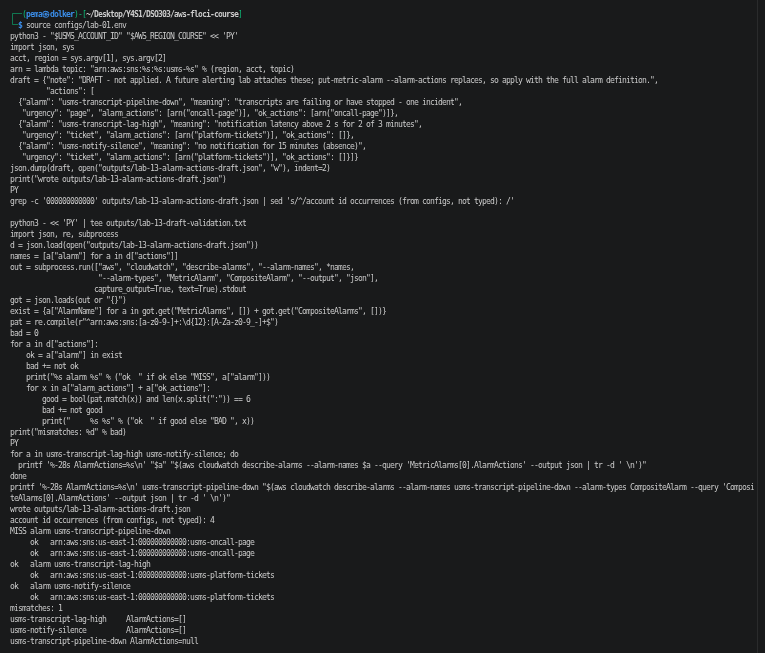 ┌──(pema㉿dolker)-[~/Desktop/Y4S1/DSO303/aws-floci-course]
└─$ source configs/lab-01.env
python3 - "$USMS_ACCOUNT_ID" "$AWS_REGION_COURSE" << 'PY'
import json, sys
acct, region = sys.argv[1], sys.argv[2]
arn = lambda topic: "arn:aws:sns:%s:%s:usms-%s" % (region, acct, topic)
draft = {"note": "DRAFT - not applied. A future alerting lab attaches these; put-metric-alarm --alarm-actions replaces, so apply with the full alarm definition.",
         "actions": [
  {"alarm": "usms-transcript-pipeline-down", "meaning": "transcripts are failing or have stopped - one incident",
   "urgency": "page", "alarm_actions": [arn("oncall-page")], "ok_actions": [arn("oncall-page")]},
  {"alarm": "usms-transcript-lag-high", "meaning": "notification latency above 2 s for 2 of 3 minutes",
   "urgency": "ticket", "alarm_actions": [arn("platform-tickets")], "ok_actions": []},
  {"alarm": "usms-notify-silence", "meaning": "no notification for 15 minutes (absence)",
   "urgency": "ticket", "alarm_actions": [arn("platform-tickets")], "ok_actions": []}]}
json.dump(draft, open("outputs/lab-13-alarm-actions-draft.json", "w"), indent=2)
print("wrote outputs/lab-13-alarm-actions-draft.json")
PY
grep -c '000000000000' outputs/lab-13-alarm-actions-draft.json | sed 's/^/account id occurrences (from configs, not typed): /'

python3 - << 'PY' | tee outputs/lab-13-draft-validation.txt
import json, re, subprocess
d = json.load(open("outputs/lab-13-alarm-actions-draft.json"))
names = [a["alarm"] for a in d["actions"]]
out = subprocess.run(["aws", "cloudwatch", "describe-alarms", "--alarm-names", *names,
                      "--alarm-types", "MetricAlarm", "CompositeAlarm", "--output", "json"],
                     capture_output=True, text=True).stdout
got = json.loads(out or "{}")
exist = {a["AlarmName"] for a in got.get("MetricAlarms", []) + got.get("CompositeAlarms", [])}
pat = re.compile(r"^arn:aws:sns:[a-z0-9-]+:\d{12}:[A-Za-z0-9_-]+$")
bad = 0
for a in d["actions"]:
    ok = a["alarm"] in exist
    bad += not ok
    print("%s alarm %s" % ("ok  " if ok else "MISS", a["alarm"]))
    for x in a["alarm_actions"] + a["ok_actions"]:
        good = bool(pat.match(x)) and len(x.split(":")) == 6
        bad += not good
        print("     %s %s" % ("ok  " if good else "BAD ", x))
print("mismatches: %d" % bad)
PY
for a in usms-transcript-lag-high usms-notify-silence; do
  printf '%-28s AlarmActions=%s\n' "$a" "$(aws cloudwatch describe-alarms --alarm-names $a --query 'MetricAlarms[0].AlarmActions' --output json | tr -d ' \n')"
done
printf '%-28s AlarmActions=%s\n' usms-transcript-pipeline-down "$(aws cloudwatch describe-alarms --alarm-names usms-transcript-pipeline-down --alarm-types CompositeAlarm --query 'Composi
teAlarms[0].AlarmActions' --output json | tr -d ' \n')"
wrote outputs/lab-13-alarm-actions-draft.json
account id occurrences (from configs, not typed): 4
MISS alarm usms-transcript-pipeline-down
     ok   arn:aws:sns:us-east-1:000000000000:usms-oncall-page
     ok   arn:aws:sns:us-east-1:000000000000:usms-oncall-page
ok   alarm usms-transcript-lag-high
     ok   arn:aws:sns:us-east-1:000000000000:usms-platform-tickets
ok   alarm usms-notify-silence
     ok   arn:aws:sns:us-east-1:000000000000:usms-platform-tickets
mismatches: 1
usms-transcript-lag-high     AlarmActions=[]
usms-notify-silence          AlarmActions=[]
usms-transcript-pipeline-down AlarmActions=null